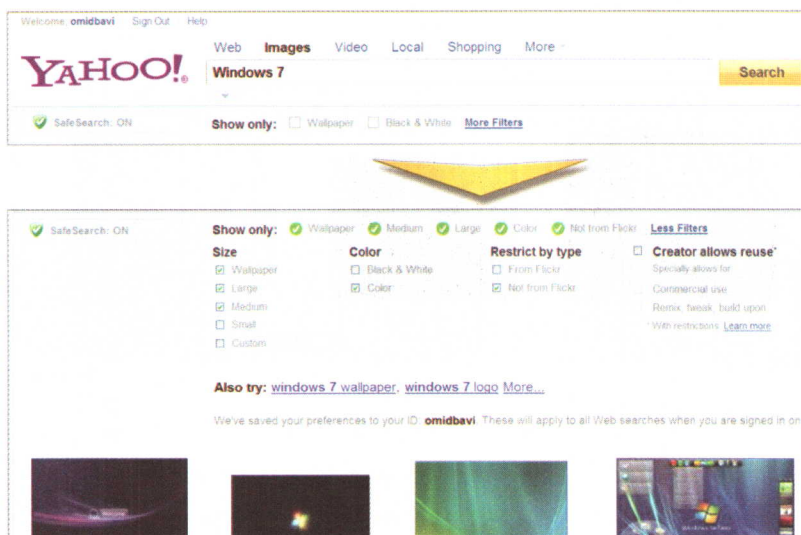 Welcome, omidbavi Sign Out Help
YAHOO!
Web Images Video Local Shopping More
Windows 7 Search
SafeSearch: ON Show only: Wallpaper Black & White More Filters
SafeSearch: ON Show only: Wallpaper Medium Large Color Not from Flickr Less Filters
Size Color Restrict by type Creator allows reuse*
Wallpaper Black & White From Flickr Specially allows for
Large Color Not from Flickr Commercial use
Medium Remix, tweak, build upon
Small * With restrictions. Learn more
Custom
Also try: windows 7 wallpaper, windows 7 logo More...
We've saved your preferences to your ID: omidbavi. These will apply to all Web searches when you are signed in on
Welcome